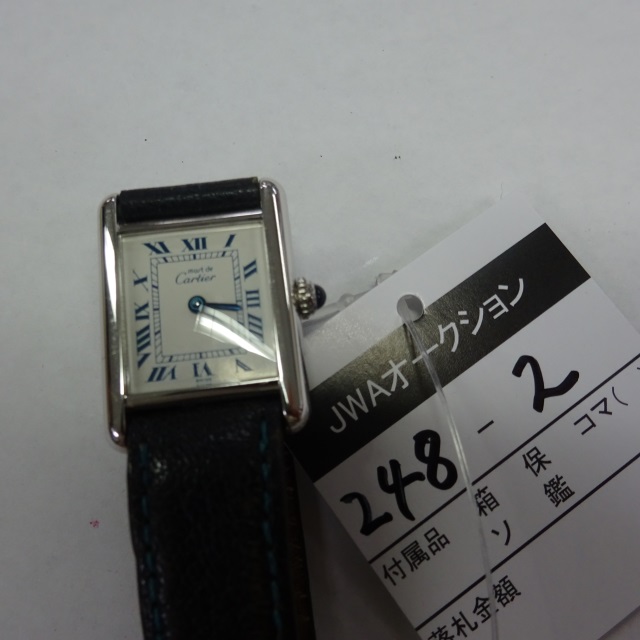 XII
must de
Cartier
JWAオークション
248-2
付属品 箱 保 コマ(
ソ 鑑
落札金額